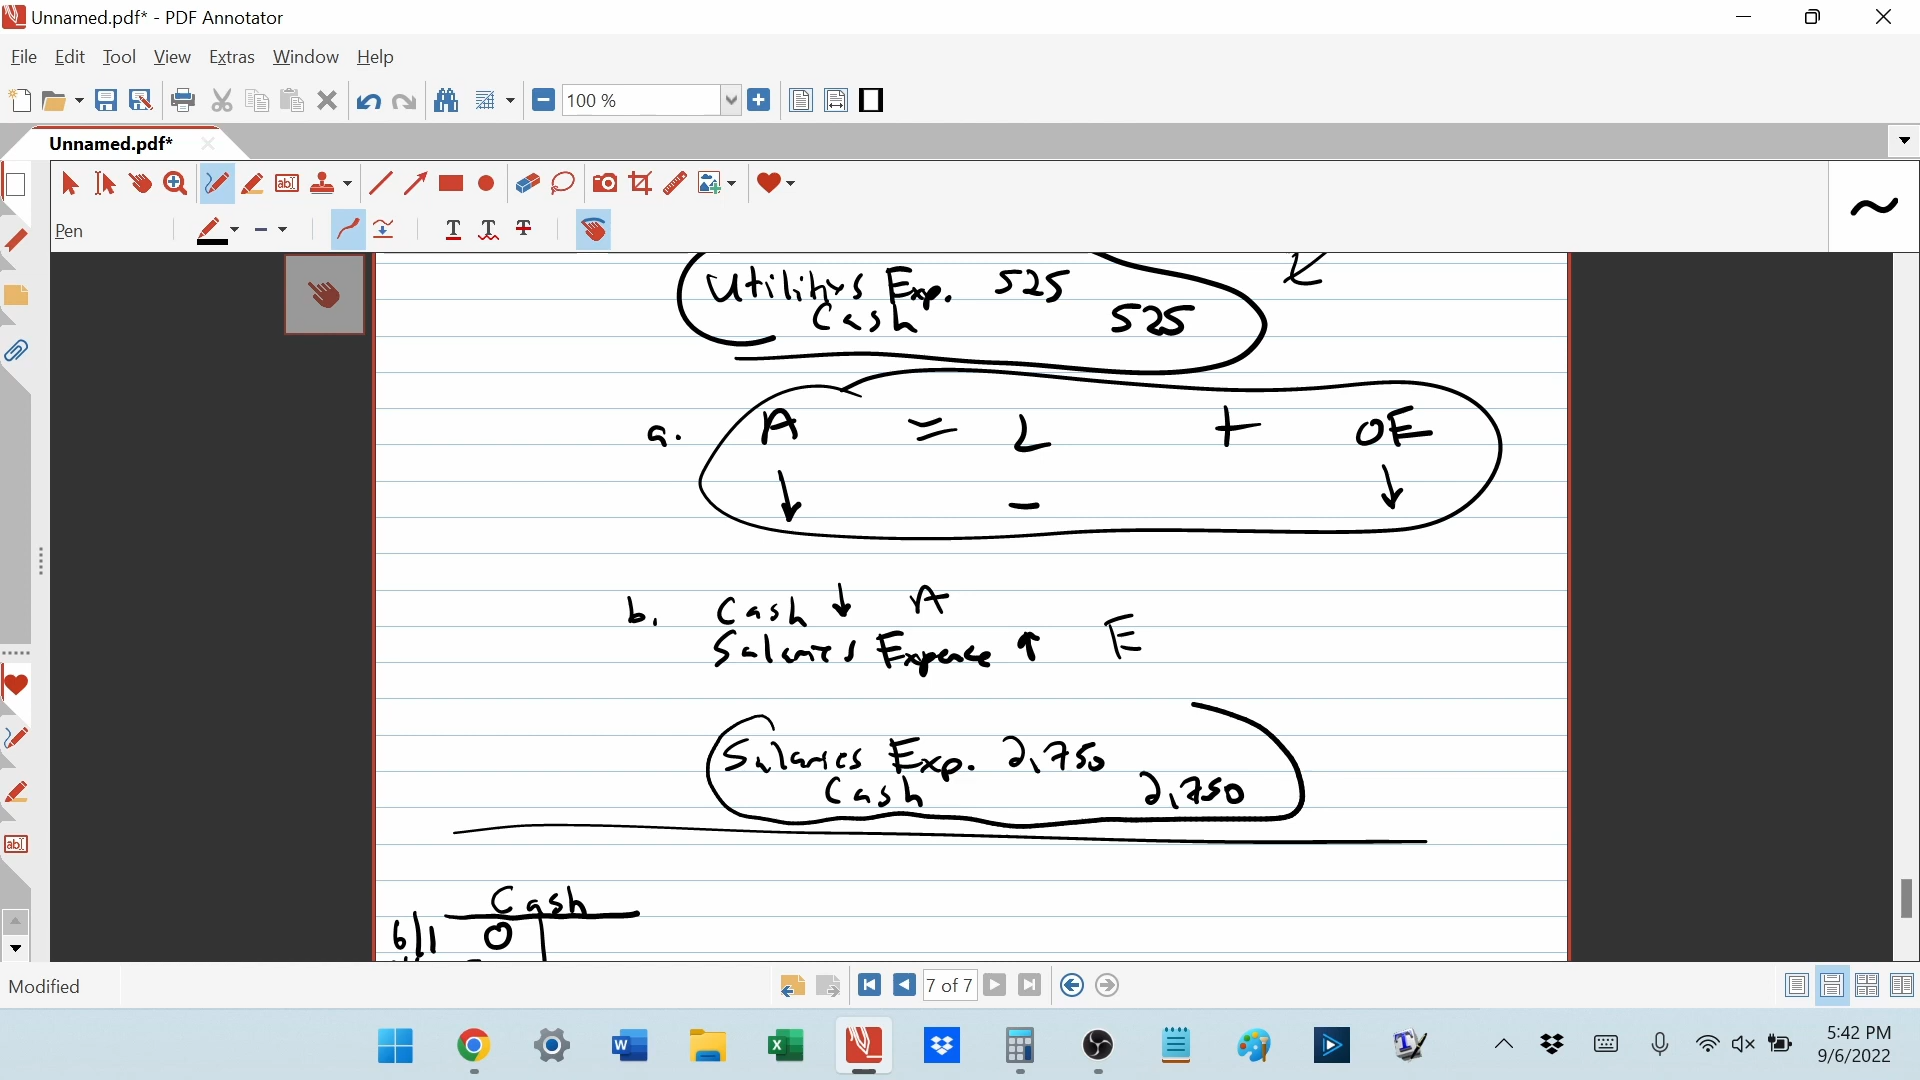 Unnamed.pdf* - PDF Annotator
File Edit Tool View Extras Window Help
100 %
Unnamed.pdf*
Pen
Utilities Exp. 525
Cash 525
a. A = L + OE
↓ - ↓
b. Cash ↓ A
Salaries Expense ↑ E
Salaries Exp. 2,750
Cash 2,750
Cash
6/1 0
Modified
7 of 7
5:42 PM
9/6/2022